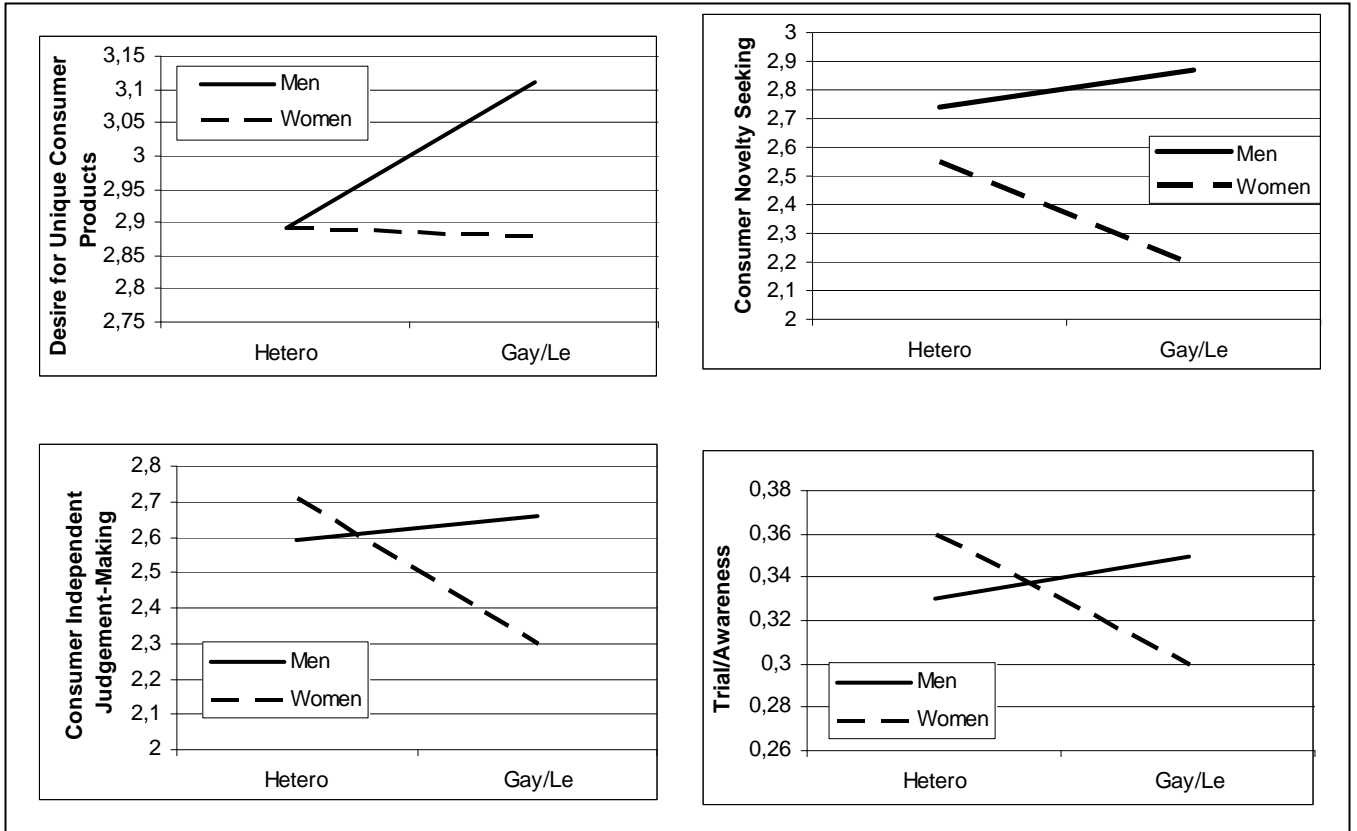 Desire for Unique Consumer
Products
3,15
3,1
3,05
3
2,95
2,9
2,85
2,8
2,75
Men
Women
Hetero
Gay/Le
Consumer Novelty Seeking
3
2,9
2,8
2,7
2,6
2,5
2,4
2,3
2,2
2,1
2
Men
Women
Hetero
Gay/Le
Consumer Independent
Judgement-Making
2,8
2,7
2,6
2,5
2,4
2,3
2,2
2,1
2
Men
Women
Hetero
Gay/Le
Trial/Awareness
0,38
0,36
0,34
0,32
0,3
0,28
0,26
Men
Women
Hetero
Gay/Le